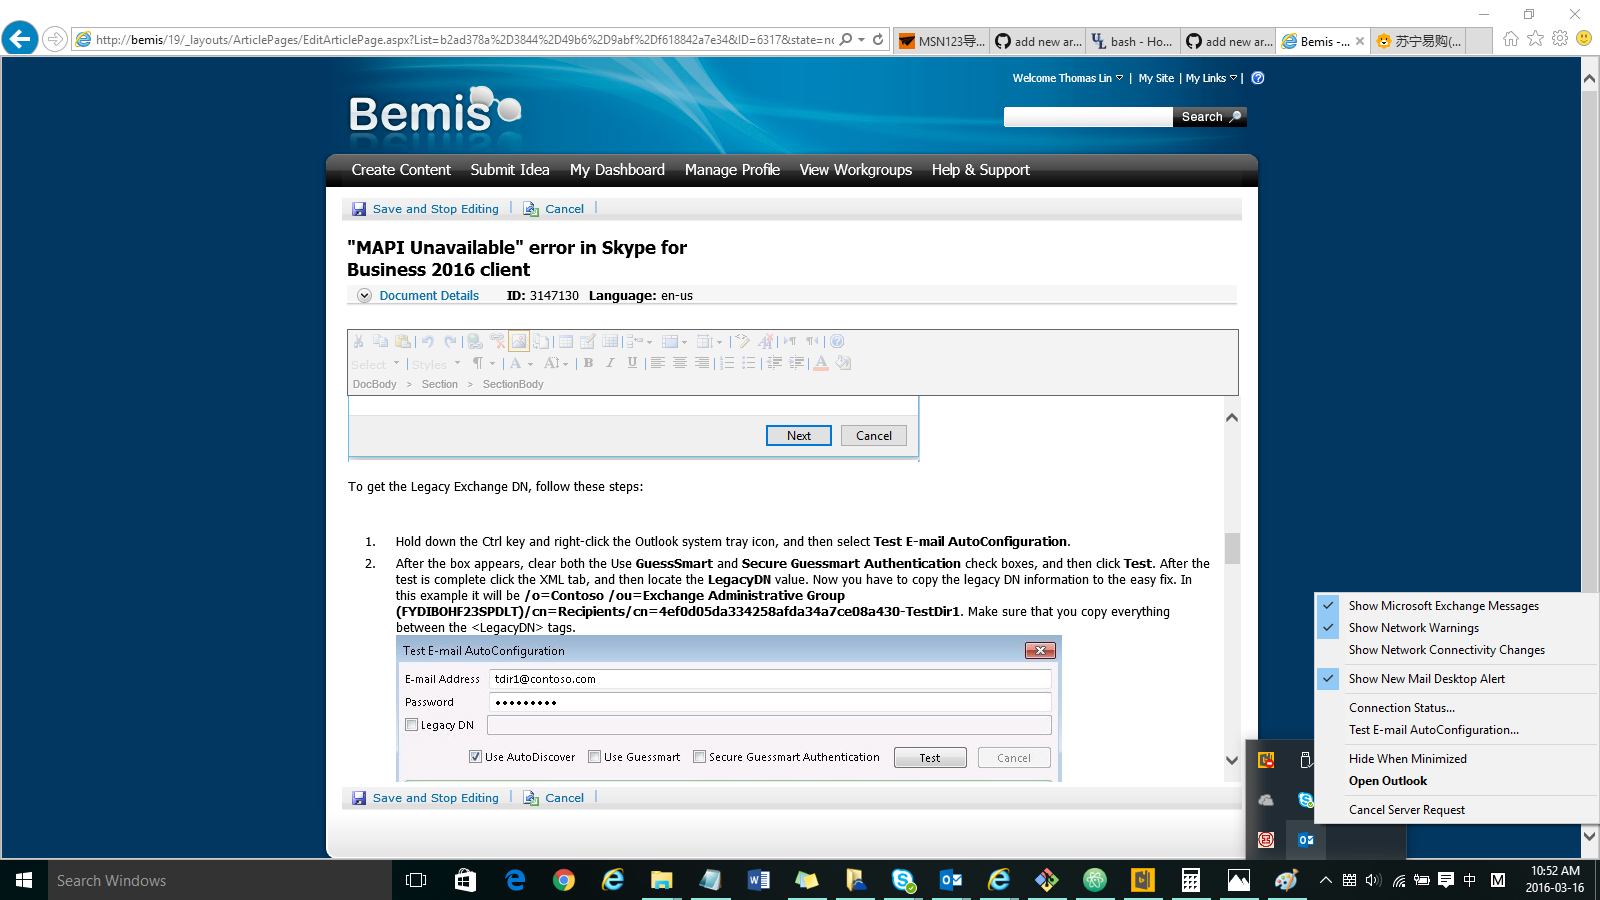 http://bemis/19/_layouts/ArticlePages/EditArticlePage.aspx?List=b2ad378a%2D3844%2D49b6%2D9abf%2Df618842a7e34&ID=6317&state=nc
MSN123导...
add new ar...
bash - Ho...
add new ar...
Bemis -...
苏宁易购(...
Welcome Thomas Lin | My Site | My Links |
Bemis
Search
Create Content Submit Idea My Dashboard Manage Profile View Workgroups Help & Support
Save and Stop Editing | Cancel |
"MAPI Unavailable" error in Skype for
Business 2016 client
Document Details ID: 3147130 Language: en-us
Select Styles
B I U
DocBody > Section > SectionBody
Next Cancel
To get the Legacy Exchange DN, follow these steps:
1. Hold down the Ctrl key and right-click the Outlook system tray icon, and then select Test E-mail AutoConfiguration.
2. After the box appears, clear both the Use GuessSmart and Secure Guessmart Authentication check boxes, and then click Test. After the
test is complete click the XML tab, and then locate the LegacyDN value. Now you have to copy the legacy DN information to the easy fix. In
this example it will be /o=Contoso /ou=Exchange Administrative Group
(FYDIBOHF23SPDLT)/cn=Recipients/cn=4ef0d05da334258afda34a7ce08a430-TestDir1. Make sure that you copy everything
between the <LegacyDN> tags.
Test E-mail AutoConfiguration
E-mail Address tdir1@contoso.com
Password
Legacy DN
Use AutoDiscover Use Guessmart Secure Guessmart Authentication Test Cancel
Save and Stop Editing | Cancel |
Show Microsoft Exchange Messages
Show Network Warnings
Show Network Connectivity Changes
Show New Mail Desktop Alert
Connection Status...
Test E-mail AutoConfiguration...
Hide When Minimized
Open Outlook
Cancel Server Request
Search Windows
中
M
10:52 AM
2016-03-16